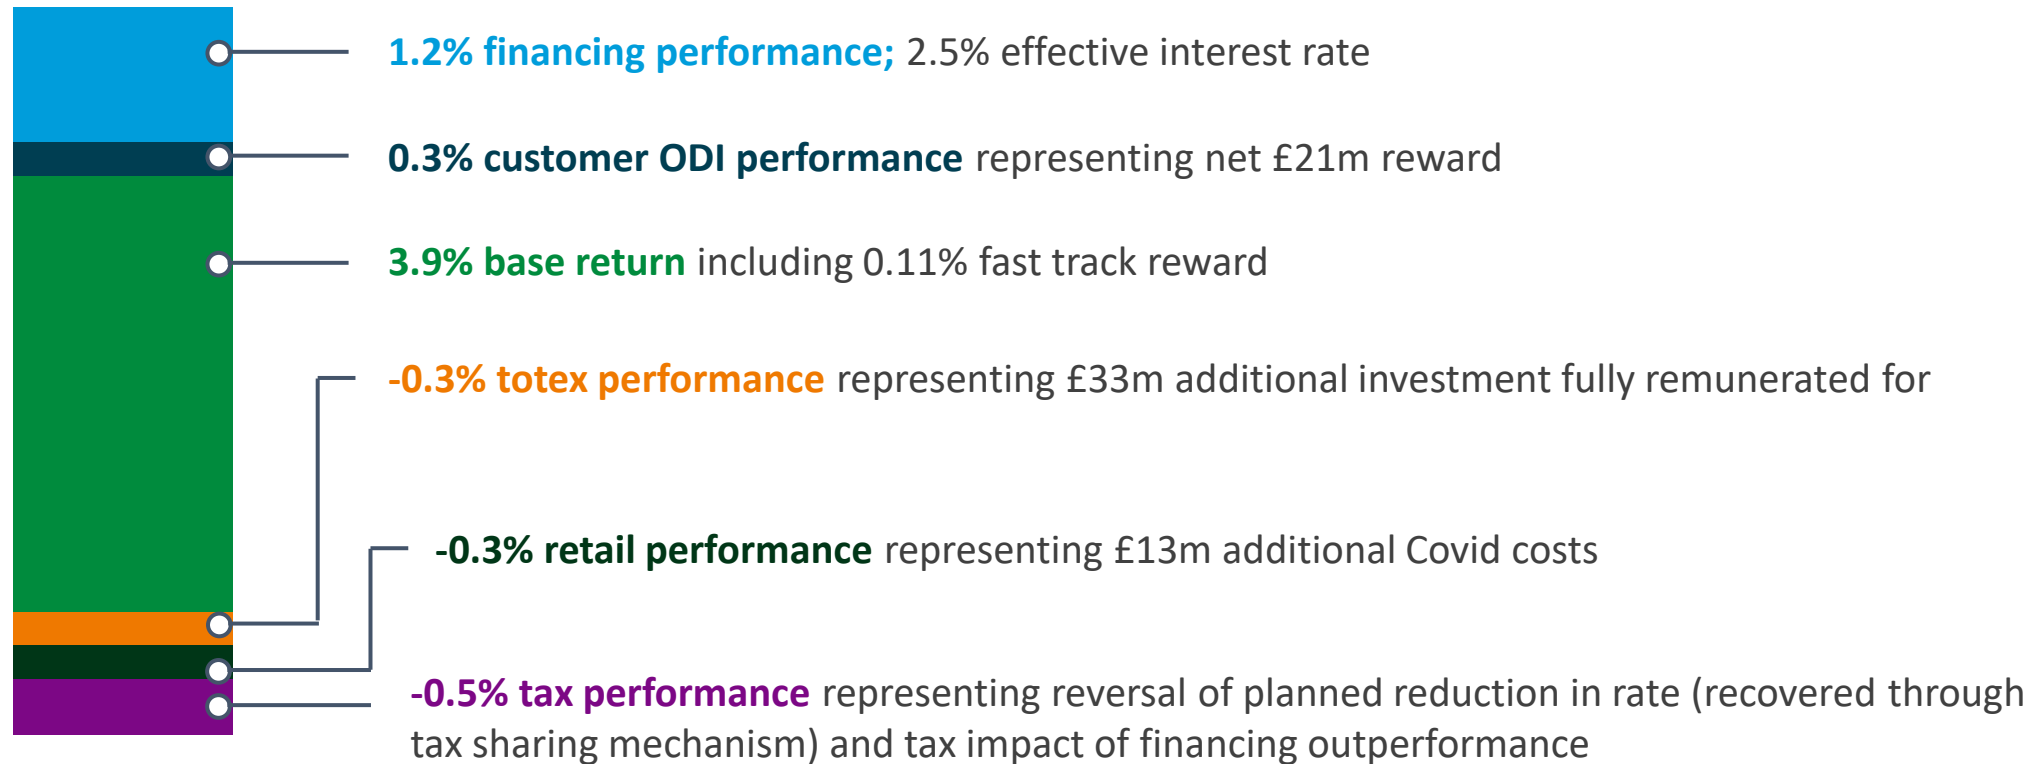 1.2% financing performance; 2.5% effective interest rate
0.3% customer ODI performance representing net £21m reward
3.9% base return including 0.11% fast track reward
-0.3% totex performance representing £33m additional investment fully remunerated for
-0.3% retail performance representing £13m additional Covid costs
-0.5% tax performance representing reversal of planned reduction in rate (recovered through
tax sharing mechanism) and tax impact of financing outperformance